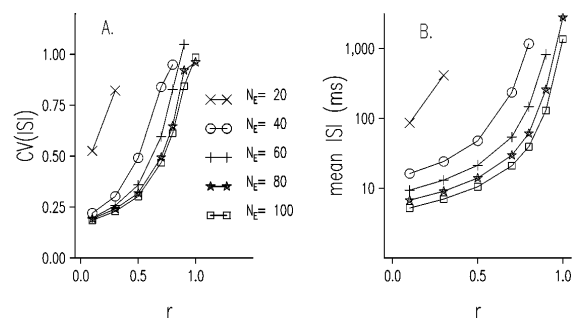 A.
CV(ISI)
1.00
0.75
0.50
0.25
0.00
0.0
0.5
1.0
r
N_E= 20
N_E= 40
N_E= 60
N_E= 80
N_E= 100
B.
mean ISI (ms)
1,000
100
10
0.0
0.5
1.0
r